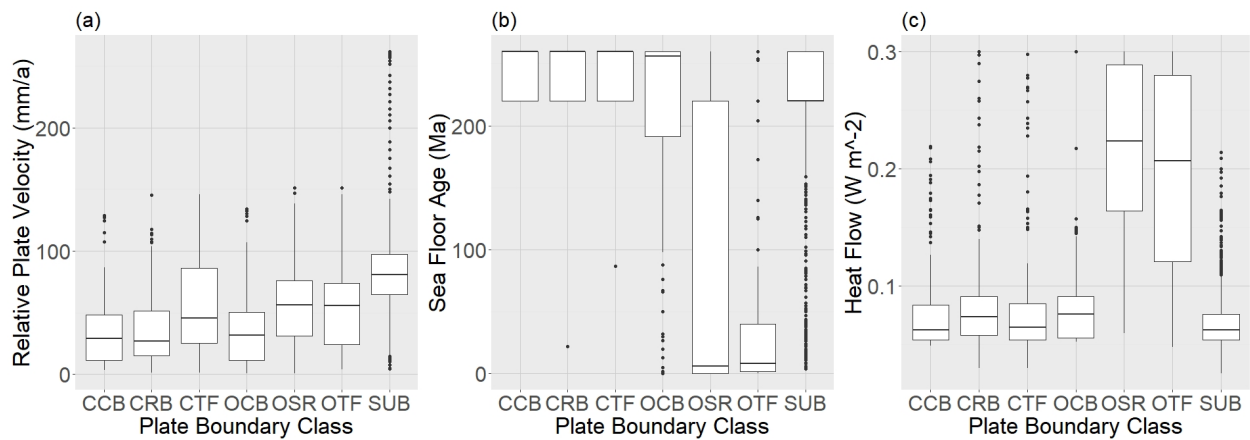 (a)
Relative Plate Velocity (mm/a)
200
100
0
CCB CRB CTF OCB OSR OTF SUB
Plate Boundary Class
(b)
Sea Floor Age (Ma)
200
100
0
CCB CRB CTF OCB OSR OTF SUB
Plate Boundary Class
(c)
Heat Flow (W m^-2)
0.3
0.2
0.1
CCB CRB CTF OCB OSR OTF SUB
Plate Boundary Class